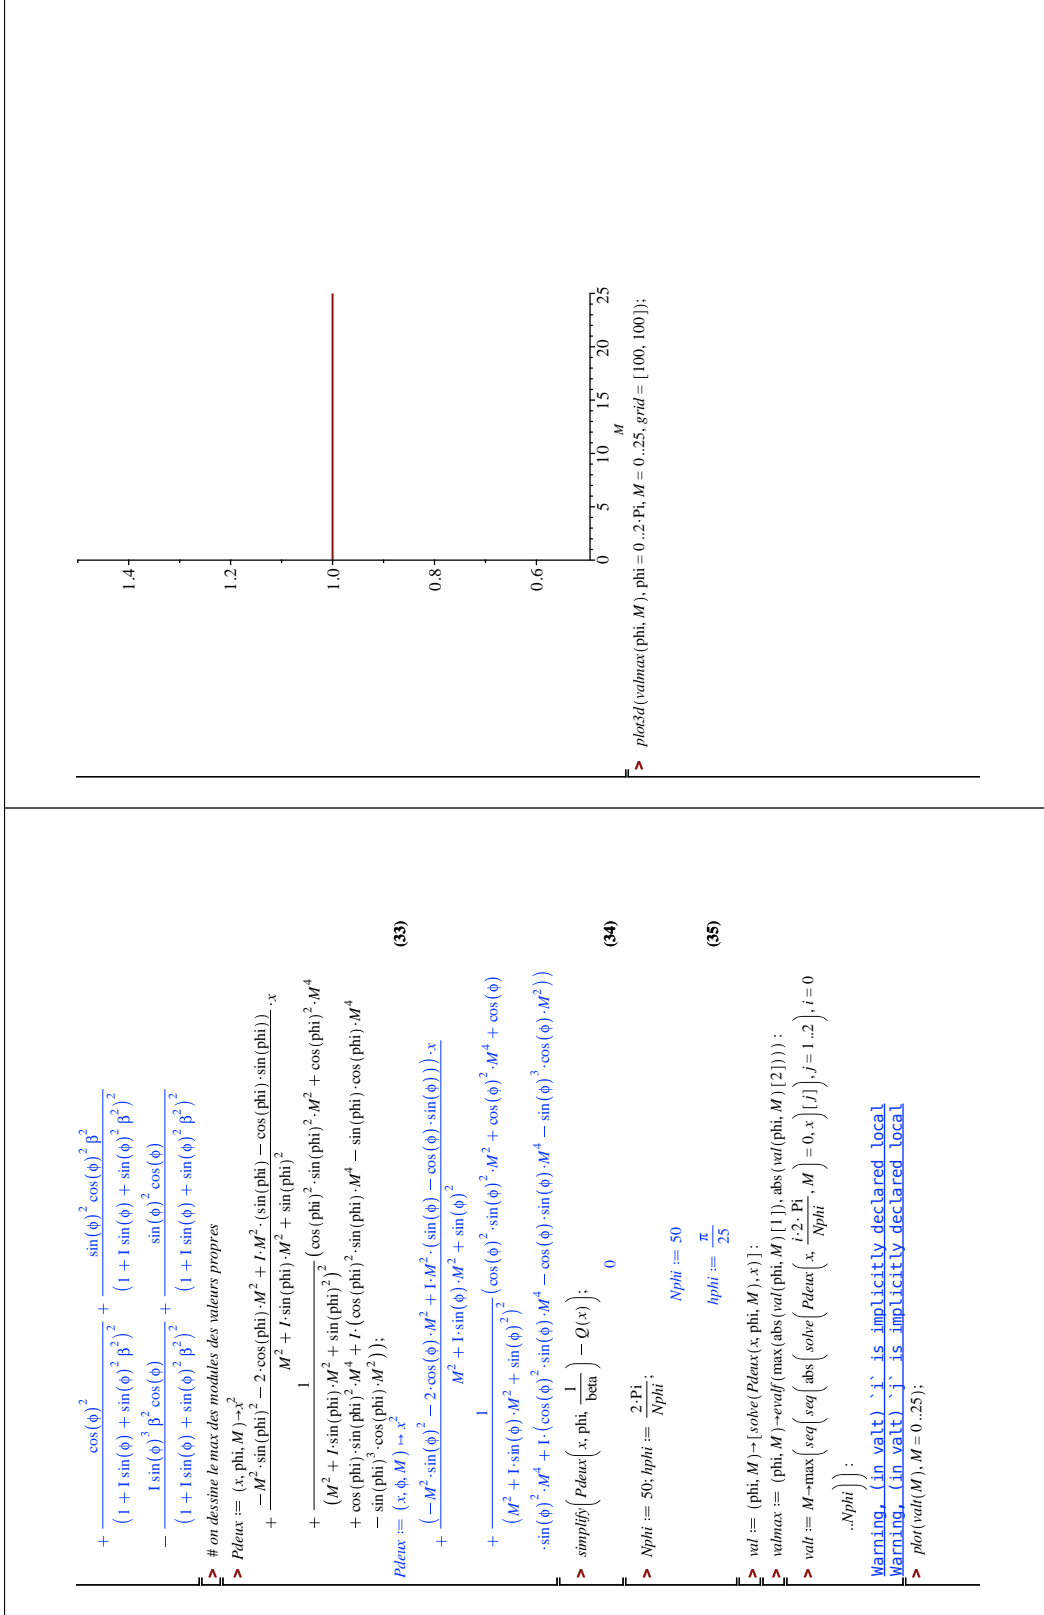 + cos(ϕ)^2 / (1 + I sin(ϕ) + sin(ϕ)^2 β^2)^2 + sin(ϕ)^2 cos(ϕ)^2 β^2 / (1 + I sin(ϕ) + sin(ϕ)^2 β^2)^2
− I sin(ϕ)^3 β^2 cos(ϕ) / (1 + I sin(ϕ) + sin(ϕ)^2 β^2)^2 + sin(ϕ)^2 cos(ϕ) / (1 + I sin(ϕ) + sin(ϕ)^2 β^2)^2
> # on dessine le max des modules des valeurs propres
> Pdeux := (x, phi, M)→x^2
+ −M^2·sin(phi)^2 − 2·cos(phi)·M^2 + I·M^2·(sin(phi) − cos(phi)·sin(phi)) / M^2 + I·sin(phi)·M^2 + sin(phi)^2 ·x
+ 1 / (M^2 + I·sin(phi)·M^2 + sin(phi)^2)^2 (cos(phi)^2·sin(phi)^2·M^2 + cos(phi)^2·M^4
+ cos(phi)·sin(phi)^2·M^4 + I·(cos(phi)^2·sin(phi)·M^4 − sin(phi)·cos(phi)·M^4
− sin(phi)^3·cos(phi)·M^2));
Pdeux := (x, ϕ, M) ↦ x^2 (33)
+ (−M^2·sin(ϕ)^2 − 2·cos(ϕ)·M^2 + I·M^2·(sin(ϕ) − cos(ϕ)·sin(ϕ)))·x / M^2 + I·sin(ϕ)·M^2 + sin(ϕ)^2
+ 1 / (M^2 + I·sin(ϕ)·M^2 + sin(ϕ)^2)^2 (cos(ϕ)^2·sin(ϕ)^2·M^2 + cos(ϕ)^2·M^4 + cos(ϕ)
·sin(ϕ)^2·M^4 + I·(cos(ϕ)^2·sin(ϕ)·M^4 − cos(ϕ)·sin(ϕ)·M^4 − sin(ϕ)^3·cos(ϕ)·M^2))
> simplify(Pdeux(x, phi, 1/beta) − Q(x));
0 (34)
> Nphi := 50; hphi := 2·Pi/Nphi;
Nphi := 50
hphi := π/25 (35)
> val := (phi, M)→[solve(Pdeux(x, phi, M), x)] :
> valmax := (phi, M)→evalf(max(abs(val(phi, M)[1]), abs(val(phi, M)[2]))) :
> valt := M→max(seq(seq(abs(solve(Pdeux(x, i·2·Pi/Nphi, M) = 0, x)[j]), j = 1 ..2), i = 0
..Nphi)) :
Warning, (in valt) `i` is implicitly declared local
Warning, (in valt) `j` is implicitly declared local
> plot(valt(M), M = 0 ..25);
1.4
1.2
1.0
0.8
0.6
0 5 10 15 20 25
M
> plot3d(valmax(phi, M), phi = 0 ..2·Pi, M = 0 ..25, grid = [100, 100]);